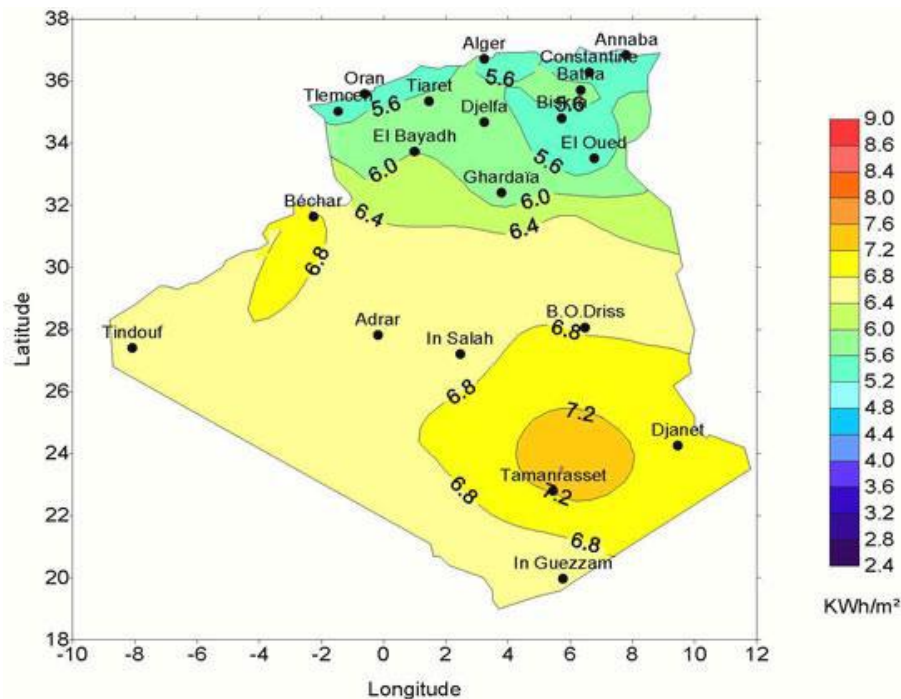 38
36
34
32
30
28
26
24
22
20
18
Latitude
-10 -8 -6 -4 -2 0 2 4 6 8 10 12
Longitude
Annaba
Alger
Constantine
Batna
Oran
Tlemcen
Tiaret
Djelfa
Biskra
El Bayadh
El Oued
Ghardaïa
Béchar
Tindouf
Adrar
In Salah
B.O.Driss
Djanet
Tamanrasset
In Guezzam
5.6
5.6
5.6
5.6
6.0
6.0
6.4
6.4
6.8
6.8
6.8
6.8
6.8
7.2
7.2
9.0
8.6
8.4
8.0
7.6
7.2
6.8
6.4
6.0
5.6
5.2
4.8
4.4
4.0
3.6
3.2
2.8
2.4
KWh/m²